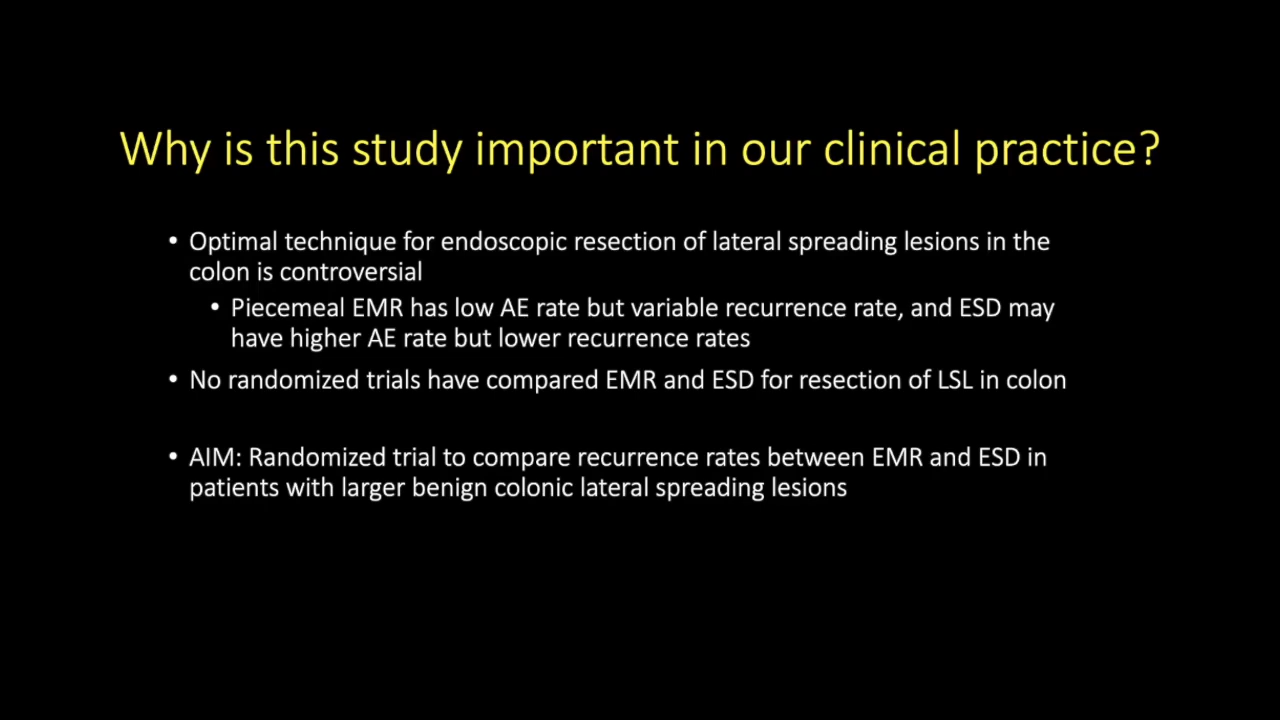 Why is this study important in our clinical practice?
• Optimal technique for endoscopic resection of lateral spreading lesions in the
colon is controversial
• Piecemeal EMR has low AE rate but variable recurrence rate, and ESD may
have higher AE rate but lower recurrence rates
• No randomized trials have compared EMR and ESD for resection of LSL in colon
• AIM: Randomized trial to compare recurrence rates between EMR and ESD in
patients with larger benign colonic lateral spreading lesions